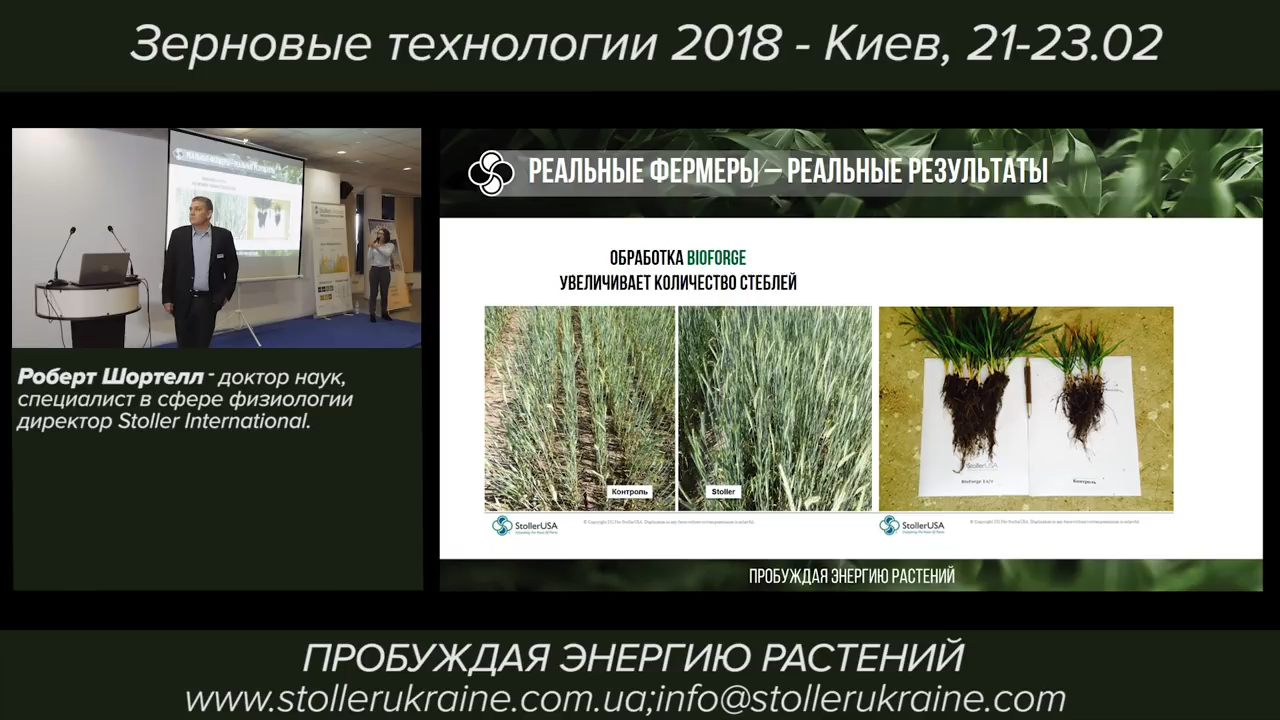 Зерновые технологии 2018 - Киев, 21-23.02
РЕАЛЬНЫЕ ФЕРМЕРЫ – РЕАЛЬНЫЕ РЕЗУЛЬТАТЫ
ОБРАБОТКА BIOFORGE
УВЕЛИЧИВАЕТ КОЛИЧЕСТВО СТЕБЛЕЙ
Контроль
Stoller
StollerUSA
BioForge
Контроль
StollerUSA
StollerUSA
ПРОБУЖДАЯ ЭНЕРГИЮ РАСТЕНИЙ
Роберт Шортелл - доктор наук,
специалист в сфере физиологии
директор Stoller International.
ПРОБУЖДАЯ ЭНЕРГИЮ РАСТЕНИЙ
www.stollerukraine.com.ua;info@stollerukraine.com